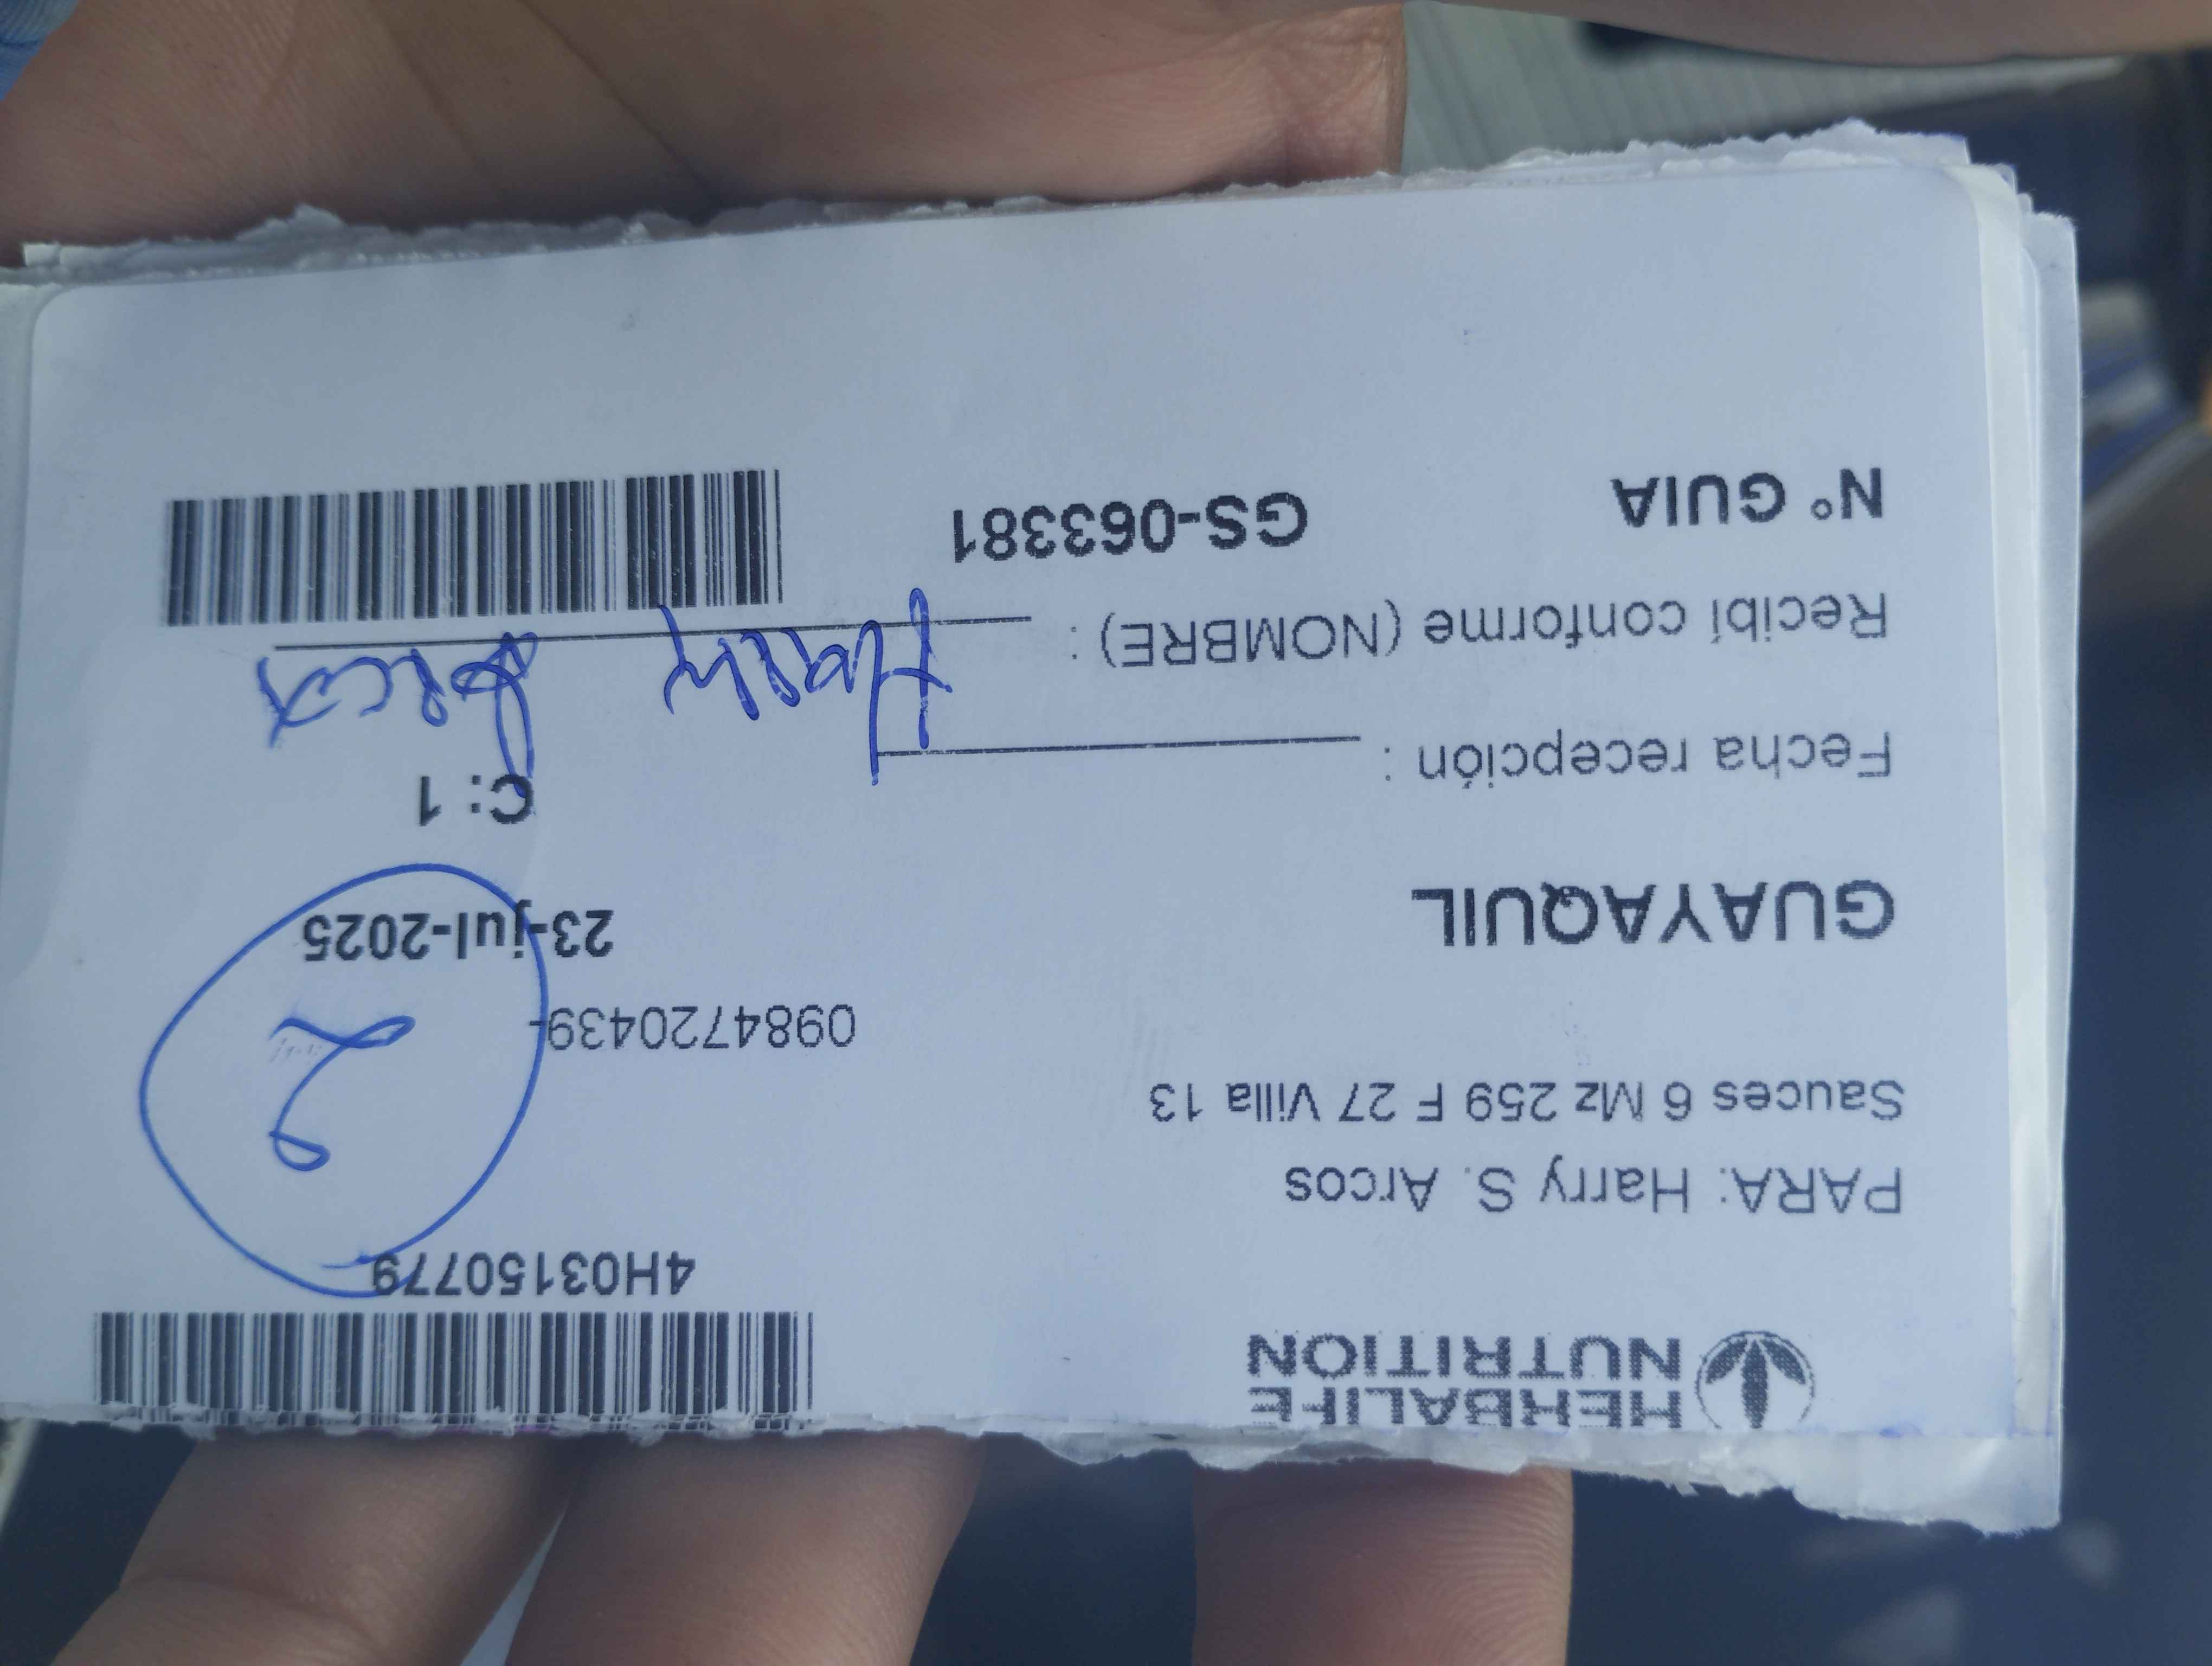 HERBALIFE
NUTRITION
4H03150779
PARA: Harry S. Arcos
Sauces 6 Mz 259 F 27 Villa 13
2
0984720439-
GUAYAQUIL
23-jul-2025
C: 1
Fecha recepción :
Recibí conforme (NOMBRE) : Harry Arcos
N° GUIA GS-063381